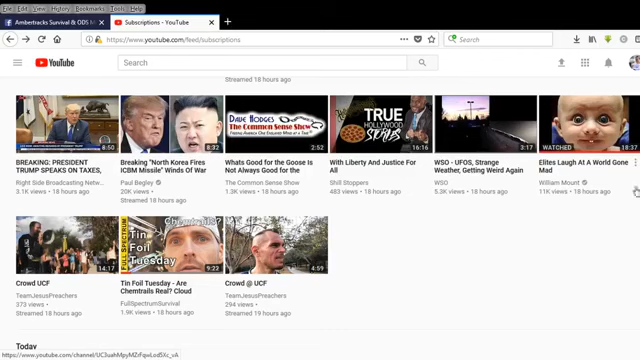 File Edit View History Bookmarks Tools Help
Ambertracks Survival & ODS M
Subscriptions - YouTube
https://www.youtube.com/feed/subscriptions
Search
YouTube
Search
Streamed 18 hours ago
8:50
8:32
DAVE HODGES
THE COMMON SENSE SHOW
2:52
TRUE
HOLLYWOOD
STORIES
16:16
3:17
WATCHED
18:37
BREAKING: PRESIDENT
TRUMP SPEAKS ON TAXES,
Right Side Broadcasting Netw...
3.1K views • 18 hours ago
Breaking "North Korea Fires
ICBM Missile" Winds Of War
Paul Begley
20K views •
Streamed 18 hours ago
Whats Good for the Goose Is
Not Always Good for the
The Common Sense Show
1.3K views • 18 hours ago
With Liberty And Justice For
All
Shill Stoppers
483 views • 18 hours ago
WSO - UFOS, Strange
Weather, Getting Weird Again
WSO
5.3K views • 18 hours ago
Elites Laugh At A World Gone
Mad
William Mount
11K views • 18 hours ago
14:17
Chemtrails?
FULL SPECTRUM
Tin
Foil
Tuesday
9:22
4:59
Crowd UCF
TeamJesusPreachers
373 views •
Streamed 18 hours ago
Tin Foil Tuesday - Are
Chemtrails Real? Cloud
FullSpectrumSurvival
1.9K views • 18 hours ago
Crowd @ UCF
TeamJesusPreachers
294 views •
Streamed 19 hours ago
Today